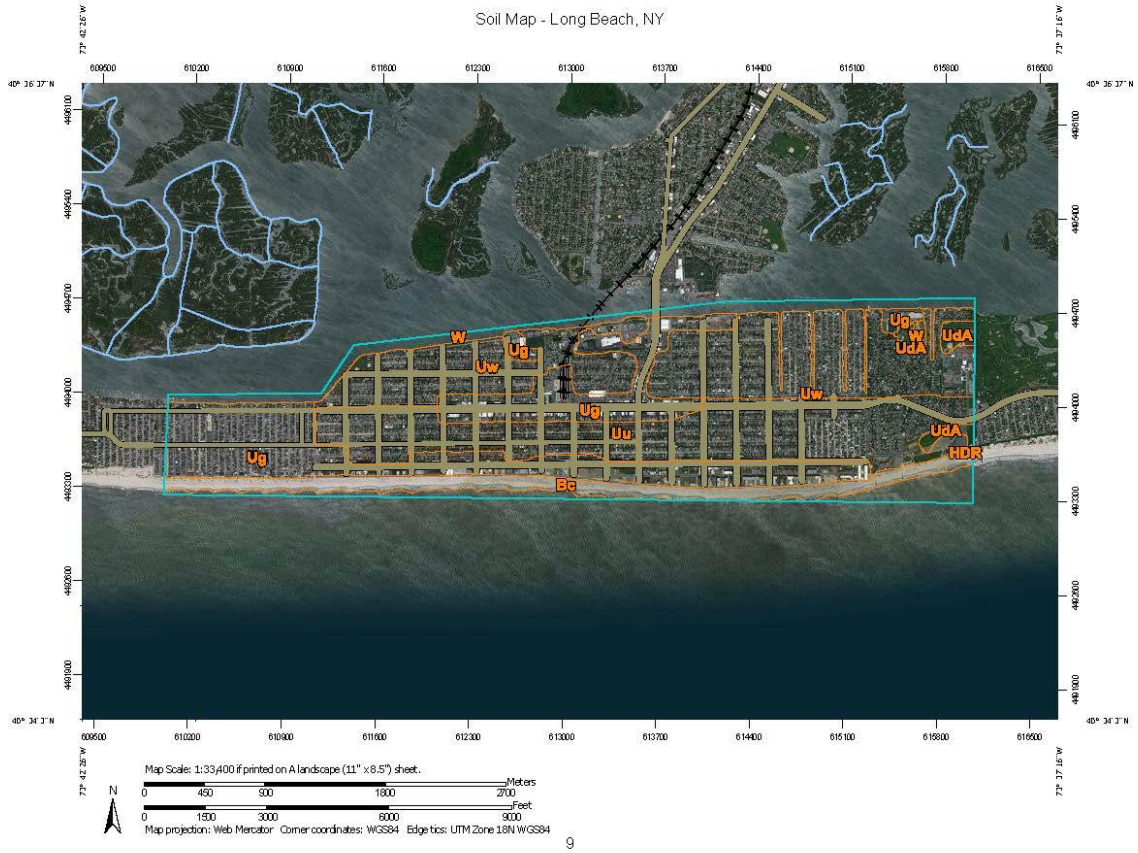 Soil Map - Long Beach, NY
73° 42' 26" W
73° 37' 16" W
609500 610200 610900 611600 612300 613000 613700 614400 615100 615800 616500
40° 36' 37" N
40° 36' 37" N
4496100
4496100
4495400
4495400
4494700
4494700
4494000
4494000
4493300
4493300
4492600
4492600
4491900
4491900
W
Ug
Uw
Ug
W
UdA
UdA
Uw
Ug
Uu
UdA
HDR
Ug
Bc
40° 34' 3" N
40° 34' 3" N
609500 610200 610900 611600 612300 613000 613700 614400 615100 615800 616500
73° 42' 26" W
73° 37' 16" W
Map Scale: 1:33,400 if printed on A landscape (11" x 8.5") sheet.
N
Meters
0 450 900 1800 2700
Feet
0 1500 3000 6000 9000
Map projection: Web Mercator Corner coordinates: WGS84 Edge tics: UTM Zone 18N WGS84
9